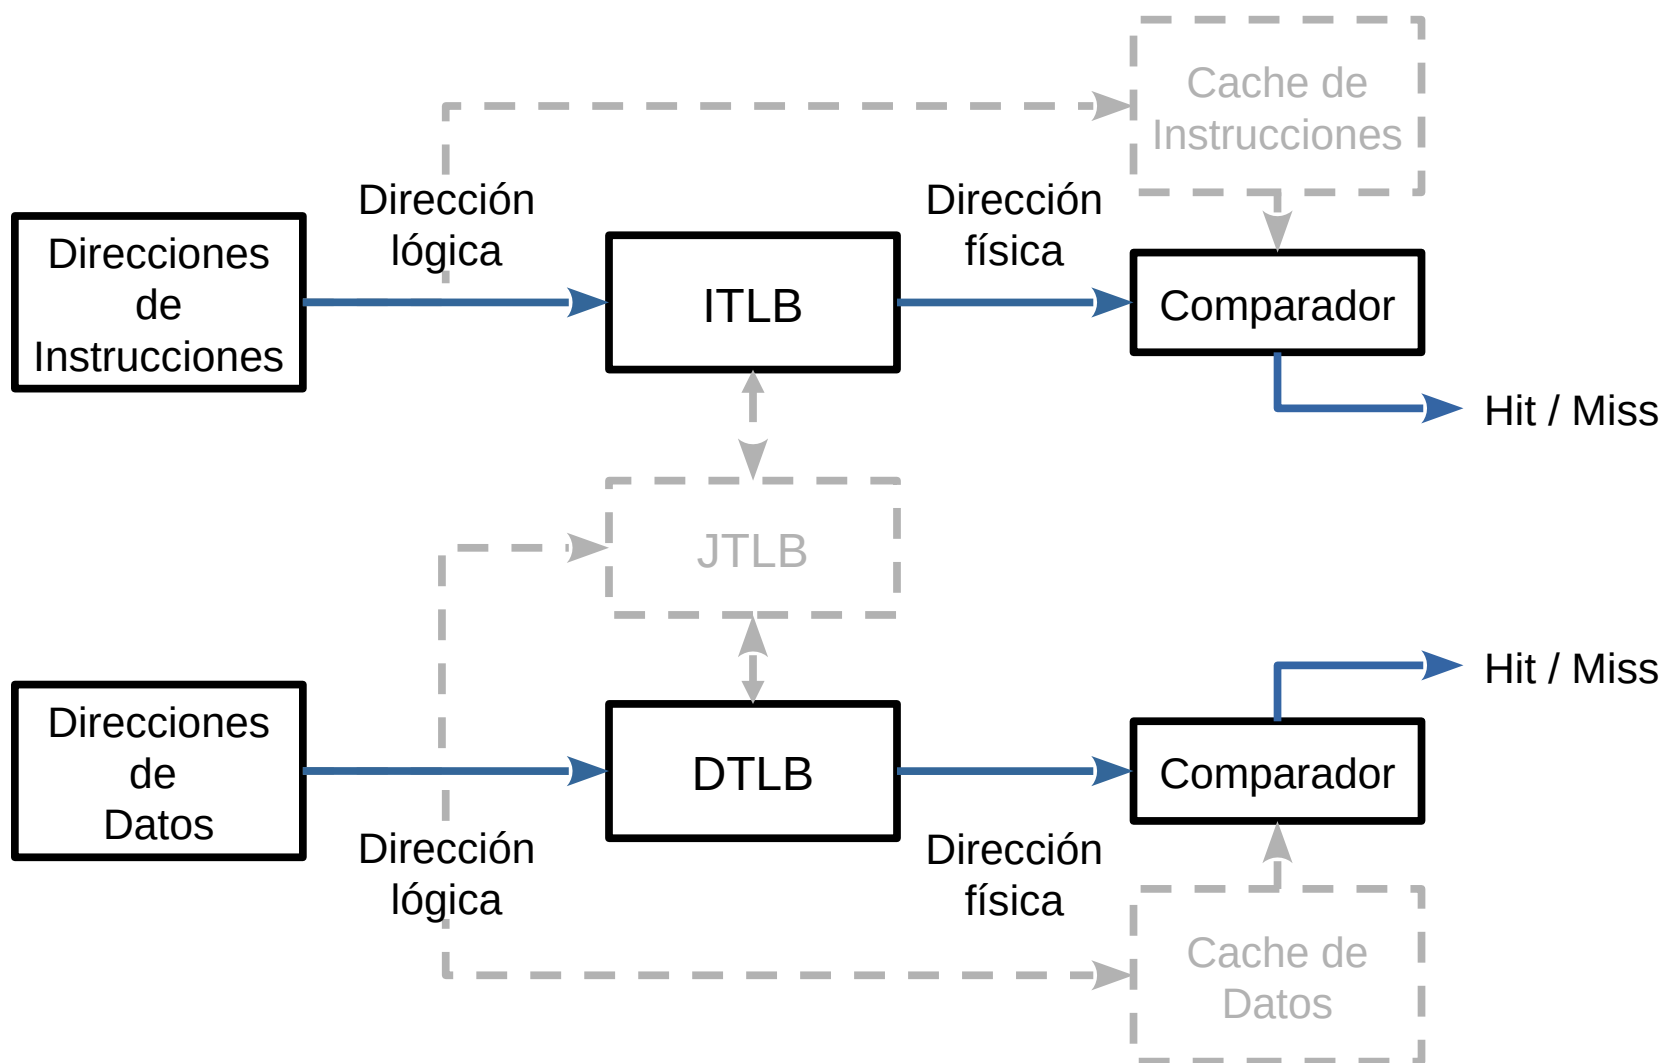 Cache de
Instrucciones
Dirección
lógica
Dirección
física
Direcciones
de
Instrucciones
ITLB
Comparador
Hit / Miss
JTLB
Hit / Miss
Direcciones
de
Datos
DTLB
Comparador
Dirección
lógica
Dirección
física
Cache de
Datos